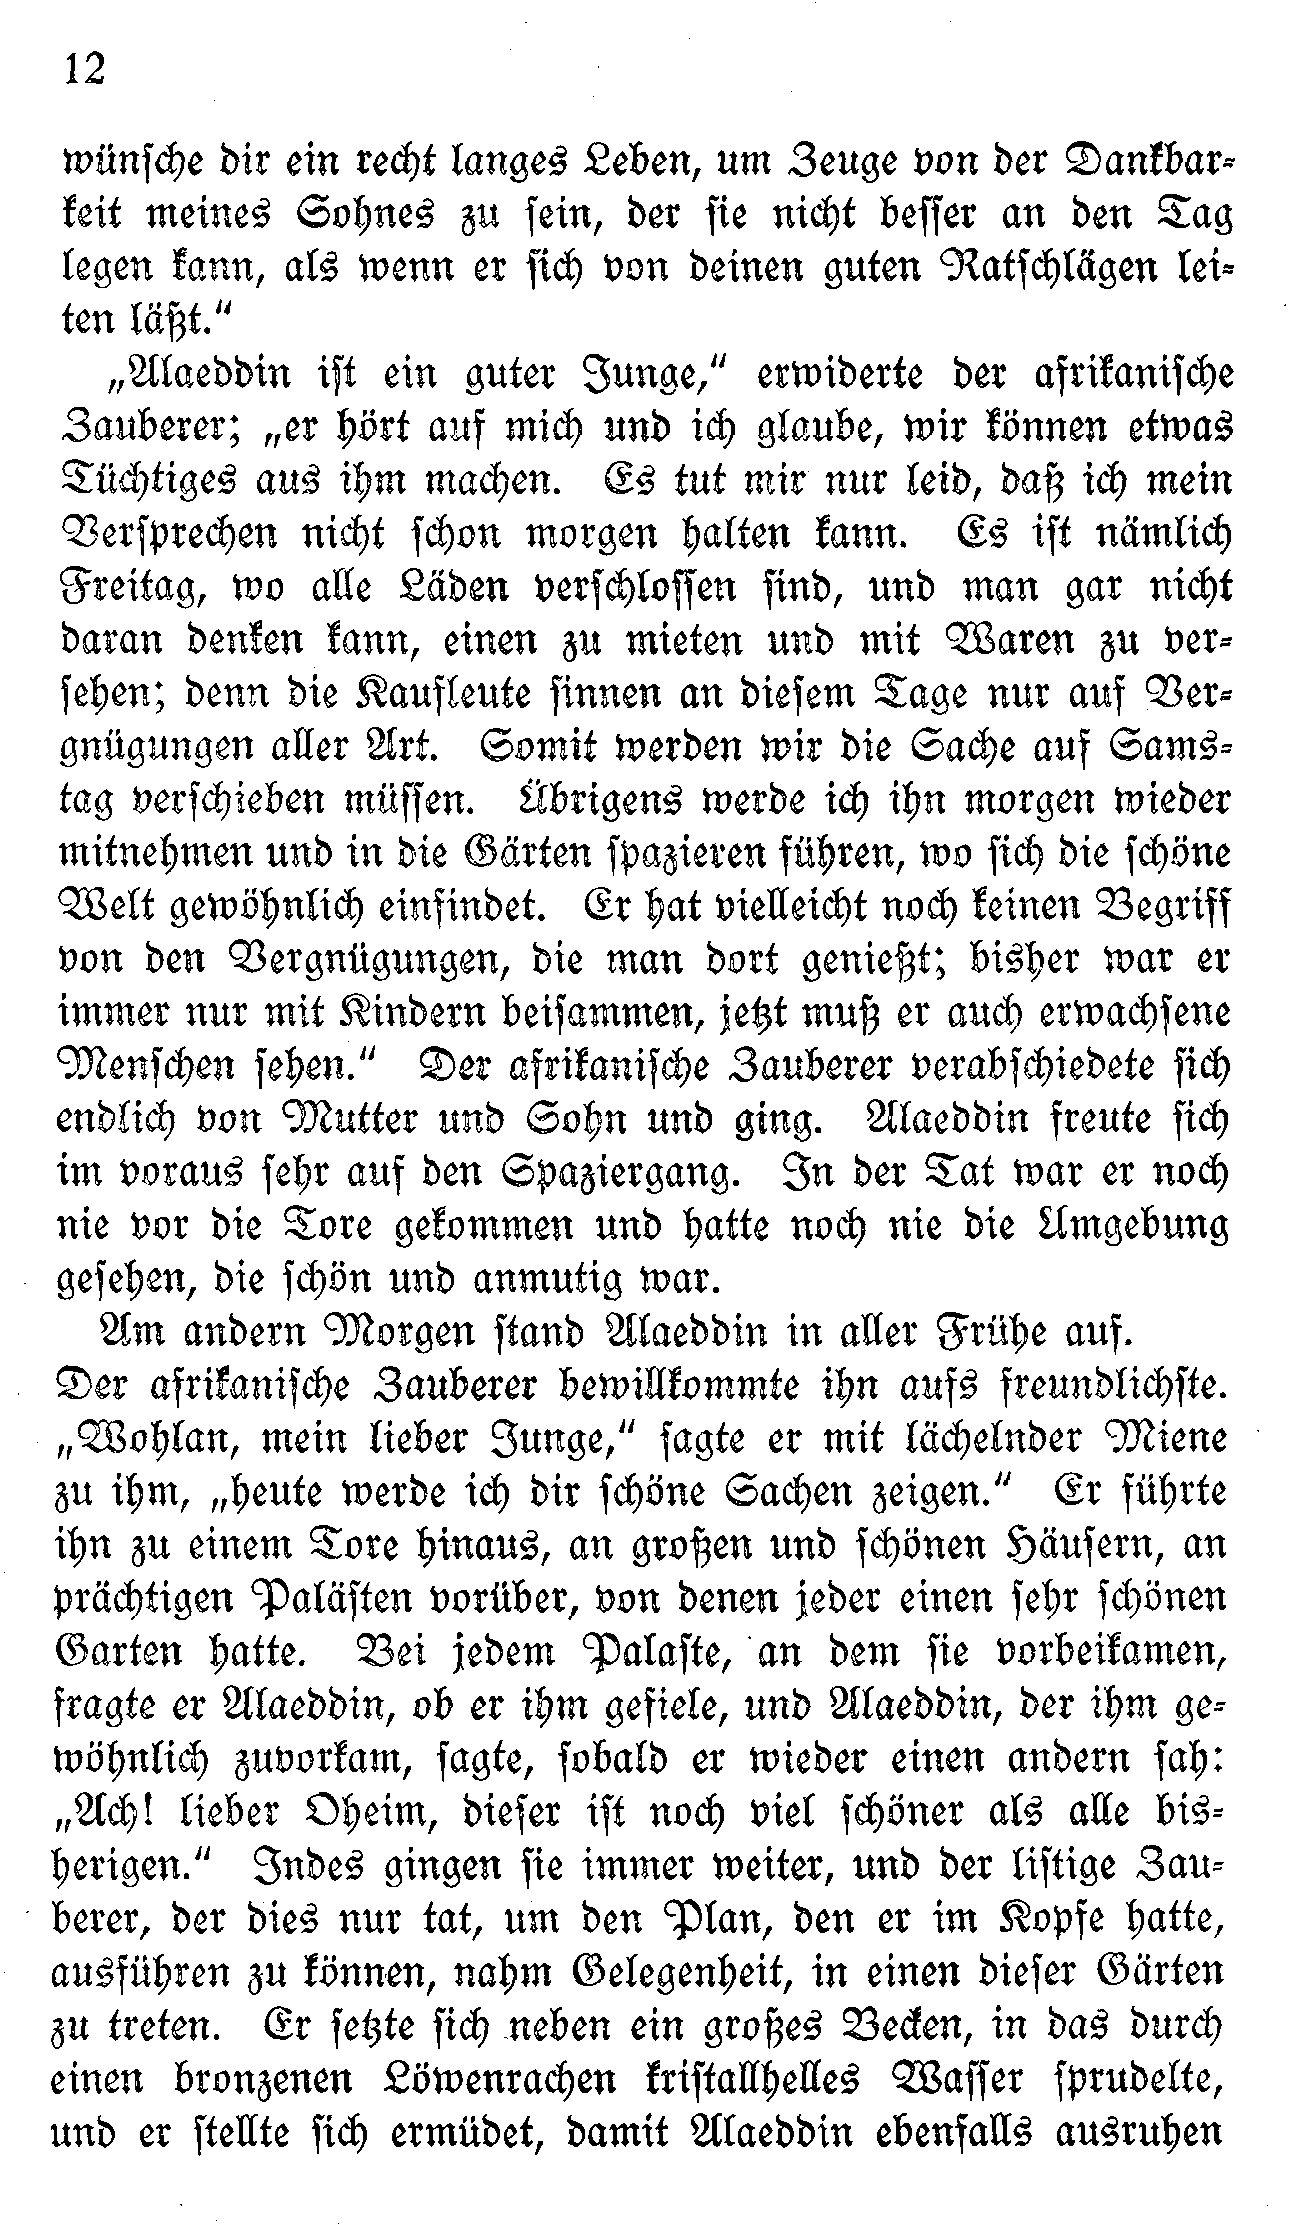 12
wünsche dir ein recht langes Leben, um Zeuge von der Dankbar-
keit meines Sohnes zu sein, der sie nicht besser an den Tag
legen kann, als wenn er sich von deinen guten Ratschlägen lei-
ten läßt.“
„Alaeddin ist ein guter Junge,“ erwiderte der afrikanische
Zauberer; „er hört auf mich und ich glaube, wir können etwas
Tüchtiges aus ihm machen. Es tut mir nur leid, daß ich mein
Versprechen nicht schon morgen halten kann. Es ist nämlich
Freitag, wo alle Läden verschlossen sind, und man gar nicht
daran denken kann, einen zu mieten und mit Waren zu ver-
sehen; denn die Kaufleute sinnen an diesem Tage nur auf Ver-
gnügungen aller Art. Somit werden wir die Sache auf Sams-
tag verschieben müssen. Übrigens werde ich ihn morgen wieder
mitnehmen und in die Gärten spazieren führen, wo sich die schöne
Welt gewöhnlich einfindet. Er hat vielleicht noch keinen Begriff
von den Vergnügungen, die man dort genießt; bisher war er
immer nur mit Kindern beisammen, jetzt muß er auch erwachsene
Menschen sehen.“ Der afrikanische Zauberer verabschiedete sich
endlich von Mutter und Sohn und ging. Alaeddin freute sich
im voraus sehr auf den Spaziergang. In der Tat war er noch
nie vor die Tore gekommen und hatte noch nie die Umgebung
gesehen, die schön und anmutig war.
Am andern Morgen stand Alaeddin in aller Frühe auf.
Der afrikanische Zauberer bewillkommte ihn aufs freundlichste.
„Wohlan, mein lieber Junge,“ sagte er mit lächelnder Miene
zu ihm, „heute werde ich dir schöne Sachen zeigen.“ Er führte
ihn zu einem Tore hinaus, an großen und schönen Häusern, an
prächtigen Palästen vorüber, von denen jeder einen sehr schönen
Garten hatte. Bei jedem Palaste, an dem sie vorbeikamen,
fragte er Alaeddin, ob er ihm gefiele, und Alaeddin, der ihm ge-
wöhnlich zuvorkam, sagte, sobald er wieder einen andern sah:
„Ach! lieber Oheim, dieser ist noch viel schöner als alle bis-
herigen.“ Indes gingen sie immer weiter, und der listige Zau-
berer, der dies nur tat, um den Plan, den er im Kopfe hatte,
ausführen zu können, nahm Gelegenheit, in einen dieser Gärten
zu treten. Er setzte sich neben ein großes Becken, in das durch
einen bronzenen Löwenrachen kristallhelles Wasser sprudelte,
und er stellte sich ermüdet, damit Alaeddin ebenfalls ausruhen